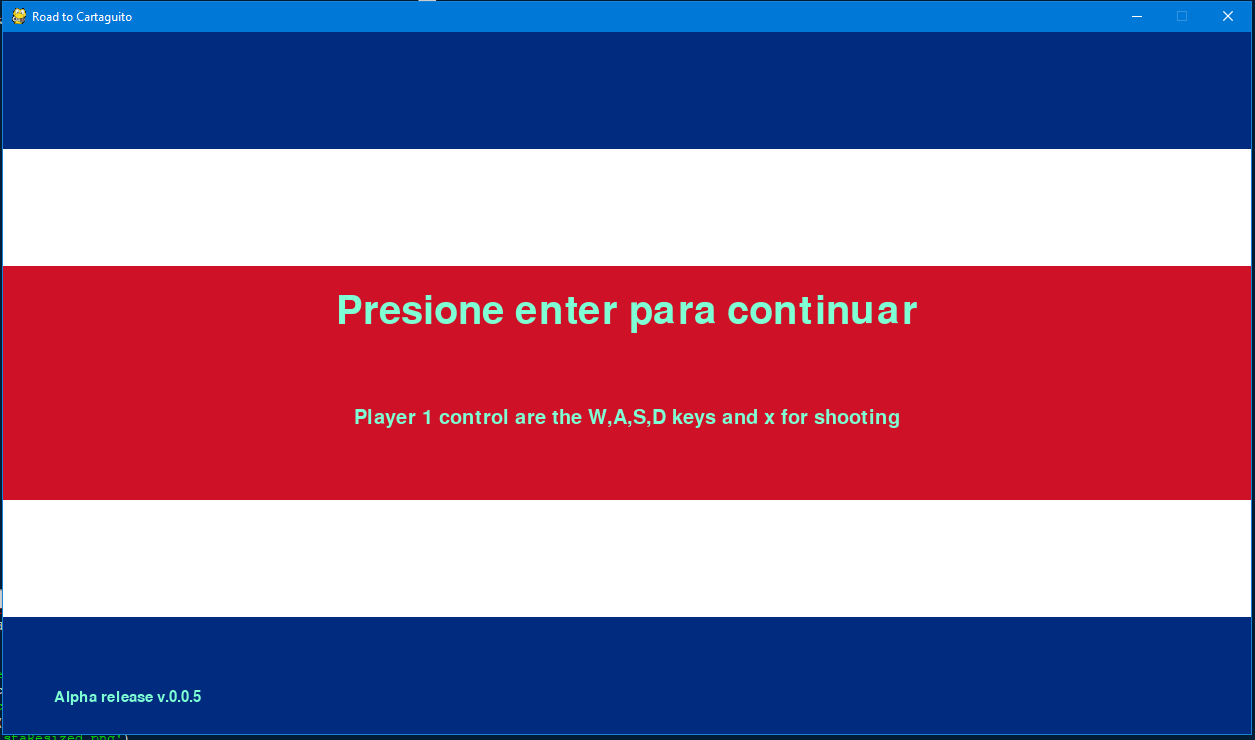 Road to Cartaguito
Presione enter para continuar
Player 1 control are the W,A,S,D keys and x for shooting
Alpha release v.0.0.5